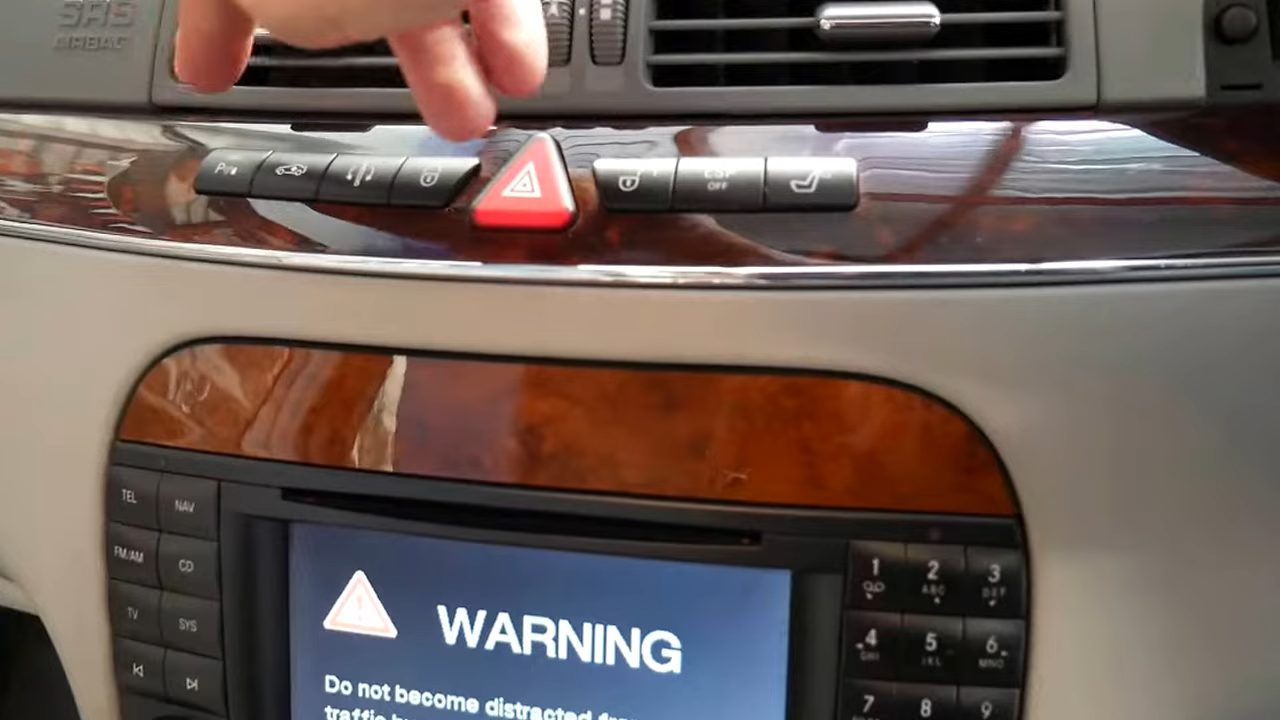 SRS
AIRBAG
ESP
OFF
TEL
NAV
FM/AM
CD
TV
SYS
WARNING
Do not become distracted
traffic
1
2
ABC
3
DEF
4
GHI
5
JKL
6
MNO
7
8
9